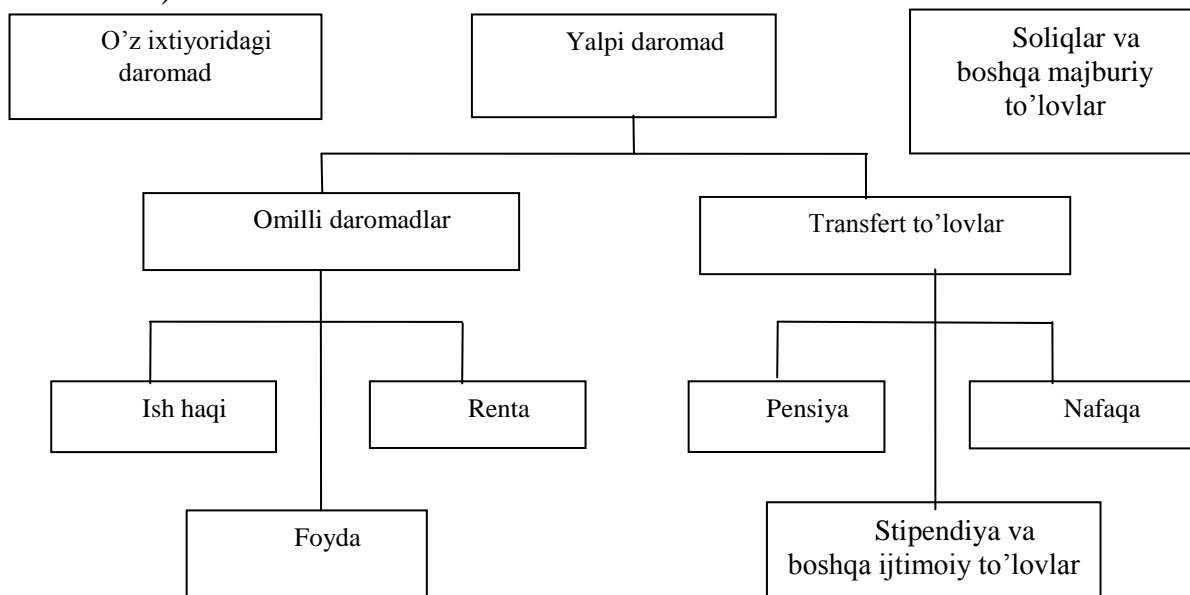 )
O’z ixtiyoridagi
daromad
Yalpi daromad
Soliqlar va
boshqa majburiy
to’lovlar
Omilli daromadlar
Transfert to’lovlar
Ish haqi
Renta
Pensiya
Nafaqa
Foyda
Stipendiya va
boshqa ijtimoiy to’lovlar